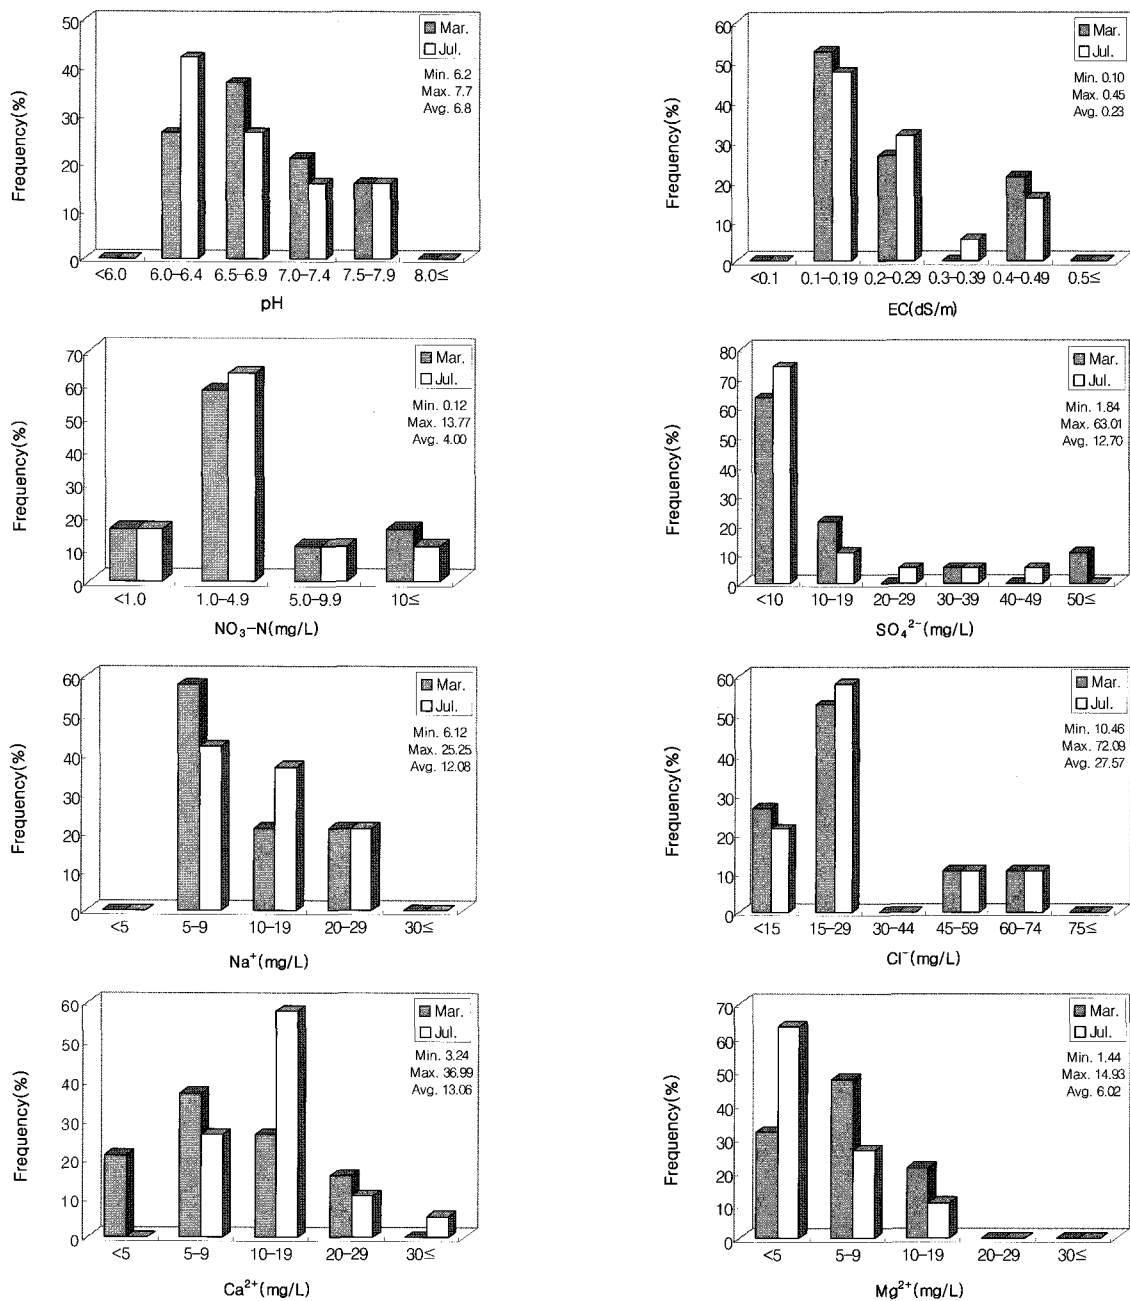 50
40
30
20
10
0
Frequency(%)
Mar.
Jul.
Min. 6.2
Max. 7.7
Avg. 6.8
<6.0 6.0–6.4 6.5–6.9 7.0–7.4 7.5–7.9 8.0≤
pH
60
50
40
30
20
10
0
Frequency(%)
Mar.
Jul.
Min. 0.10
Max. 0.45
Avg. 0.23
<0.1 0.1–0.19 0.2–0.29 0.3–0.39 0.4–0.49 0.5≤
EC(dS/m)
70
60
50
40
30
20
10
0
Frequency(%)
Mar.
Jul.
Min. 0.12
Max. 13.77
Avg. 4.00
<1.0 1.0–4.9 5.0–9.9 10≤
NO₃–N(mg/L)
80
70
60
50
40
30
20
10
0
Frequency(%)
Mar.
Jul.
Min. 1.84
Max. 63.01
Avg. 12.70
<10 10–19 20–29 30–39 40–49 50≤
SO₄²⁻(mg/L)
60
50
40
30
20
10
0
Frequency(%)
Mar.
Jul.
Min. 6.12
Max. 25.25
Avg. 12.08
<5 5–9 10–19 20–29 30≤
Na⁺(mg/L)
60
50
40
30
20
10
0
Frequency(%)
Mar.
Jul.
Min. 10.46
Max. 72.09
Avg. 27.57
<15 15–29 30–44 45–59 60–74 75≤
Cl⁻(mg/L)
60
50
40
30
20
10
0
Frequency(%)
Mar.
Jul.
Min. 3.24
Max. 36.99
Avg. 13.06
<5 5–9 10–19 20–29 30≤
Ca²⁺(mg/L)
70
60
50
40
30
20
10
0
Frequency(%)
Mar.
Jul.
Min. 1.44
Max. 14.93
Avg. 6.02
<5 5–9 10–19 20–29 30≤
Mg²⁺(mg/L)